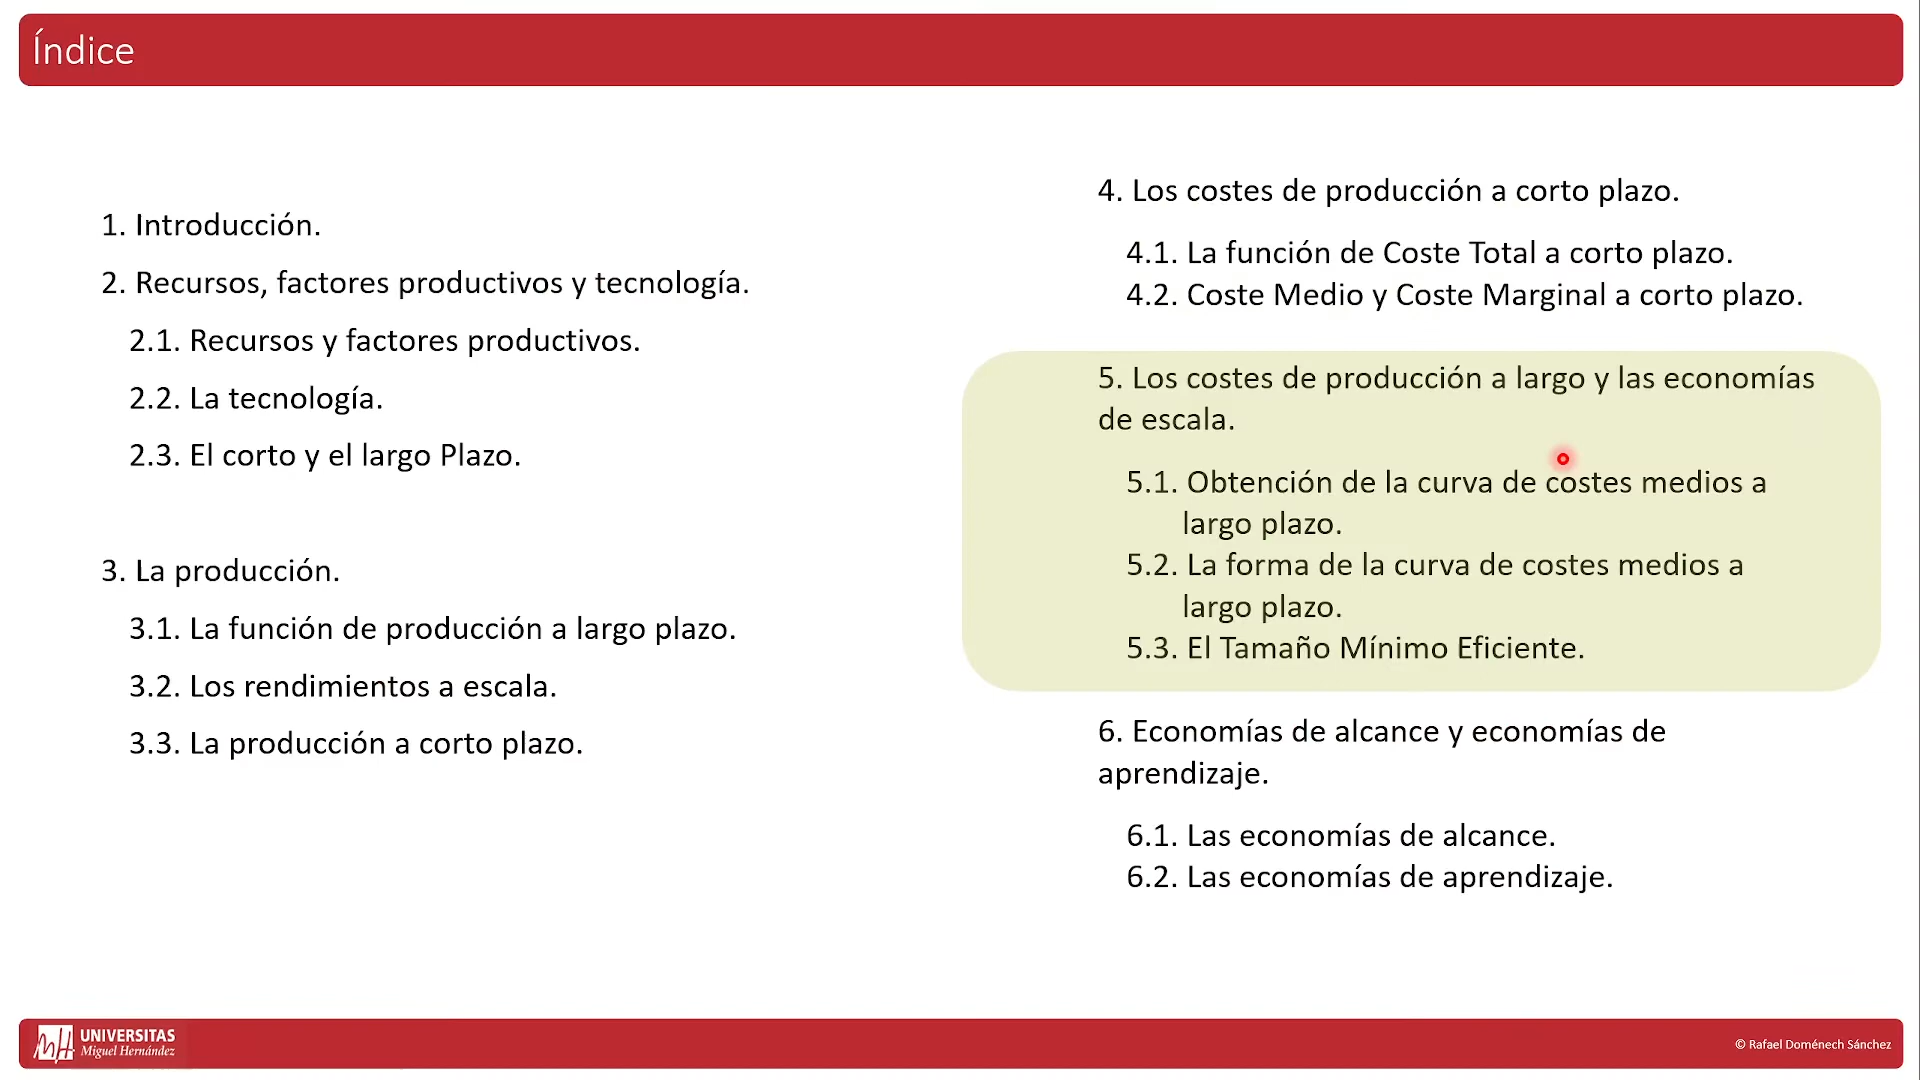 Índice
1. Introducción.
2. Recursos, factores productivos y tecnología.
2.1. Recursos y factores productivos.
2.2. La tecnología.
2.3. El corto y el largo Plazo.
3. La producción.
3.1. La función de producción a largo plazo.
3.2. Los rendimientos a escala.
3.3. La producción a corto plazo.
4. Los costes de producción a corto plazo.
4.1. La función de Coste Total a corto plazo.
4.2. Coste Medio y Coste Marginal a corto plazo.
5. Los costes de producción a largo y las economías
de escala.
5.1. Obtención de la curva de costes medios a
largo plazo.
5.2. La forma de la curva de costes medios a
largo plazo.
5.3. El Tamaño Mínimo Eficiente.
6. Economías de alcance y economías de
aprendizaje.
6.1. Las economías de alcance.
6.2. Las economías de aprendizaje.
UNIVERSITAS
Miguel Hernández
© Rafael Doménech Sánchez